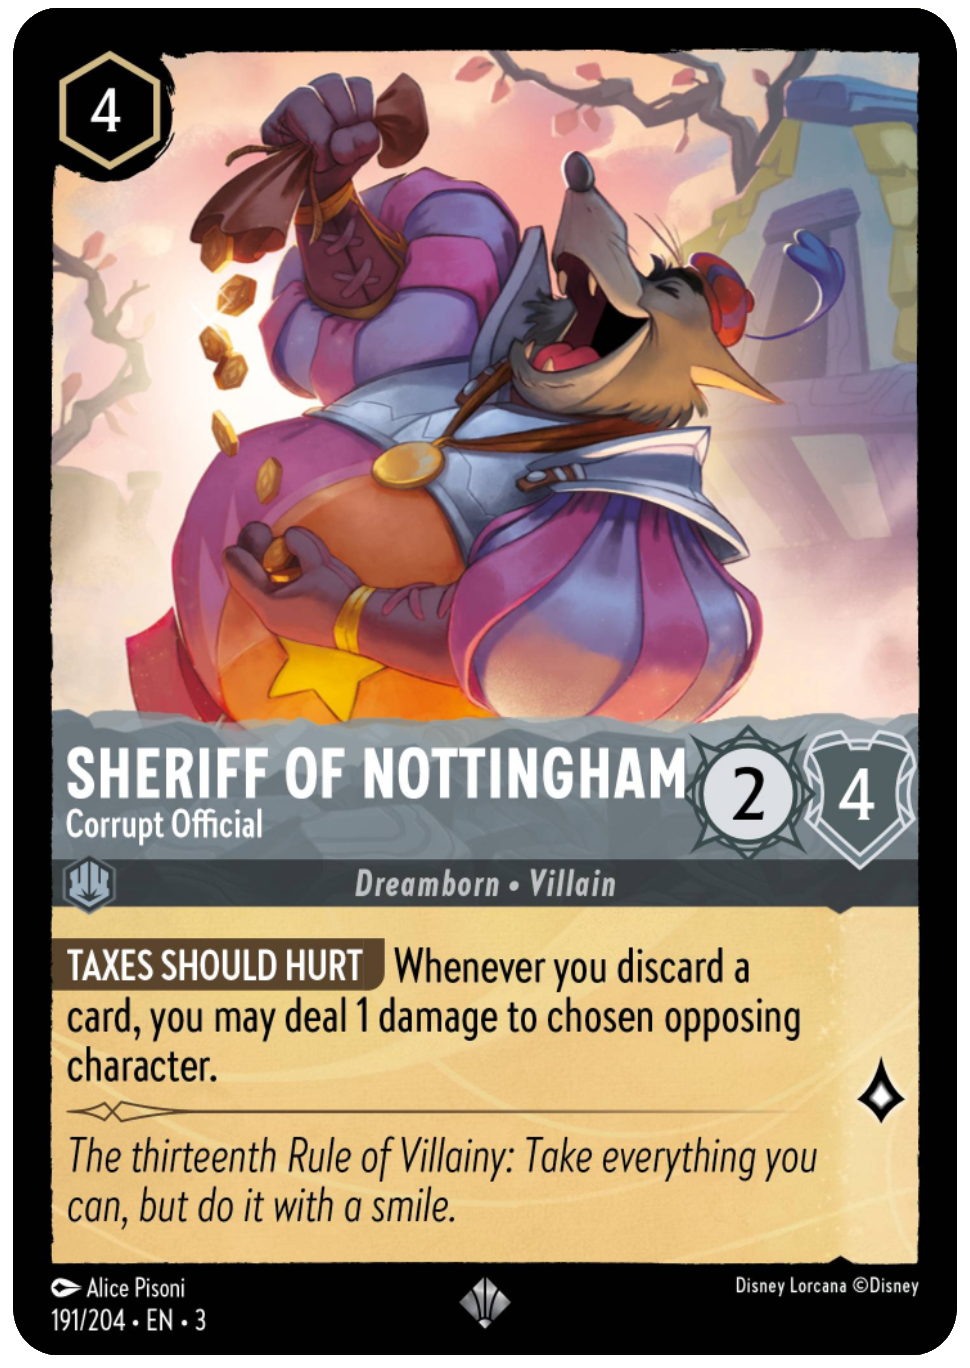 4
SHERIFF OF NOTTINGHAM
Corrupt Official
2
4
Dreamborn • Villain
TAXES SHOULD HURT Whenever you discard a
card, you may deal 1 damage to chosen opposing
character.
The thirteenth Rule of Villainy: Take everything you
can, but do it with a smile.
Alice Pisoni
Disney Lorcana ©Disney
191/204 • EN • 3